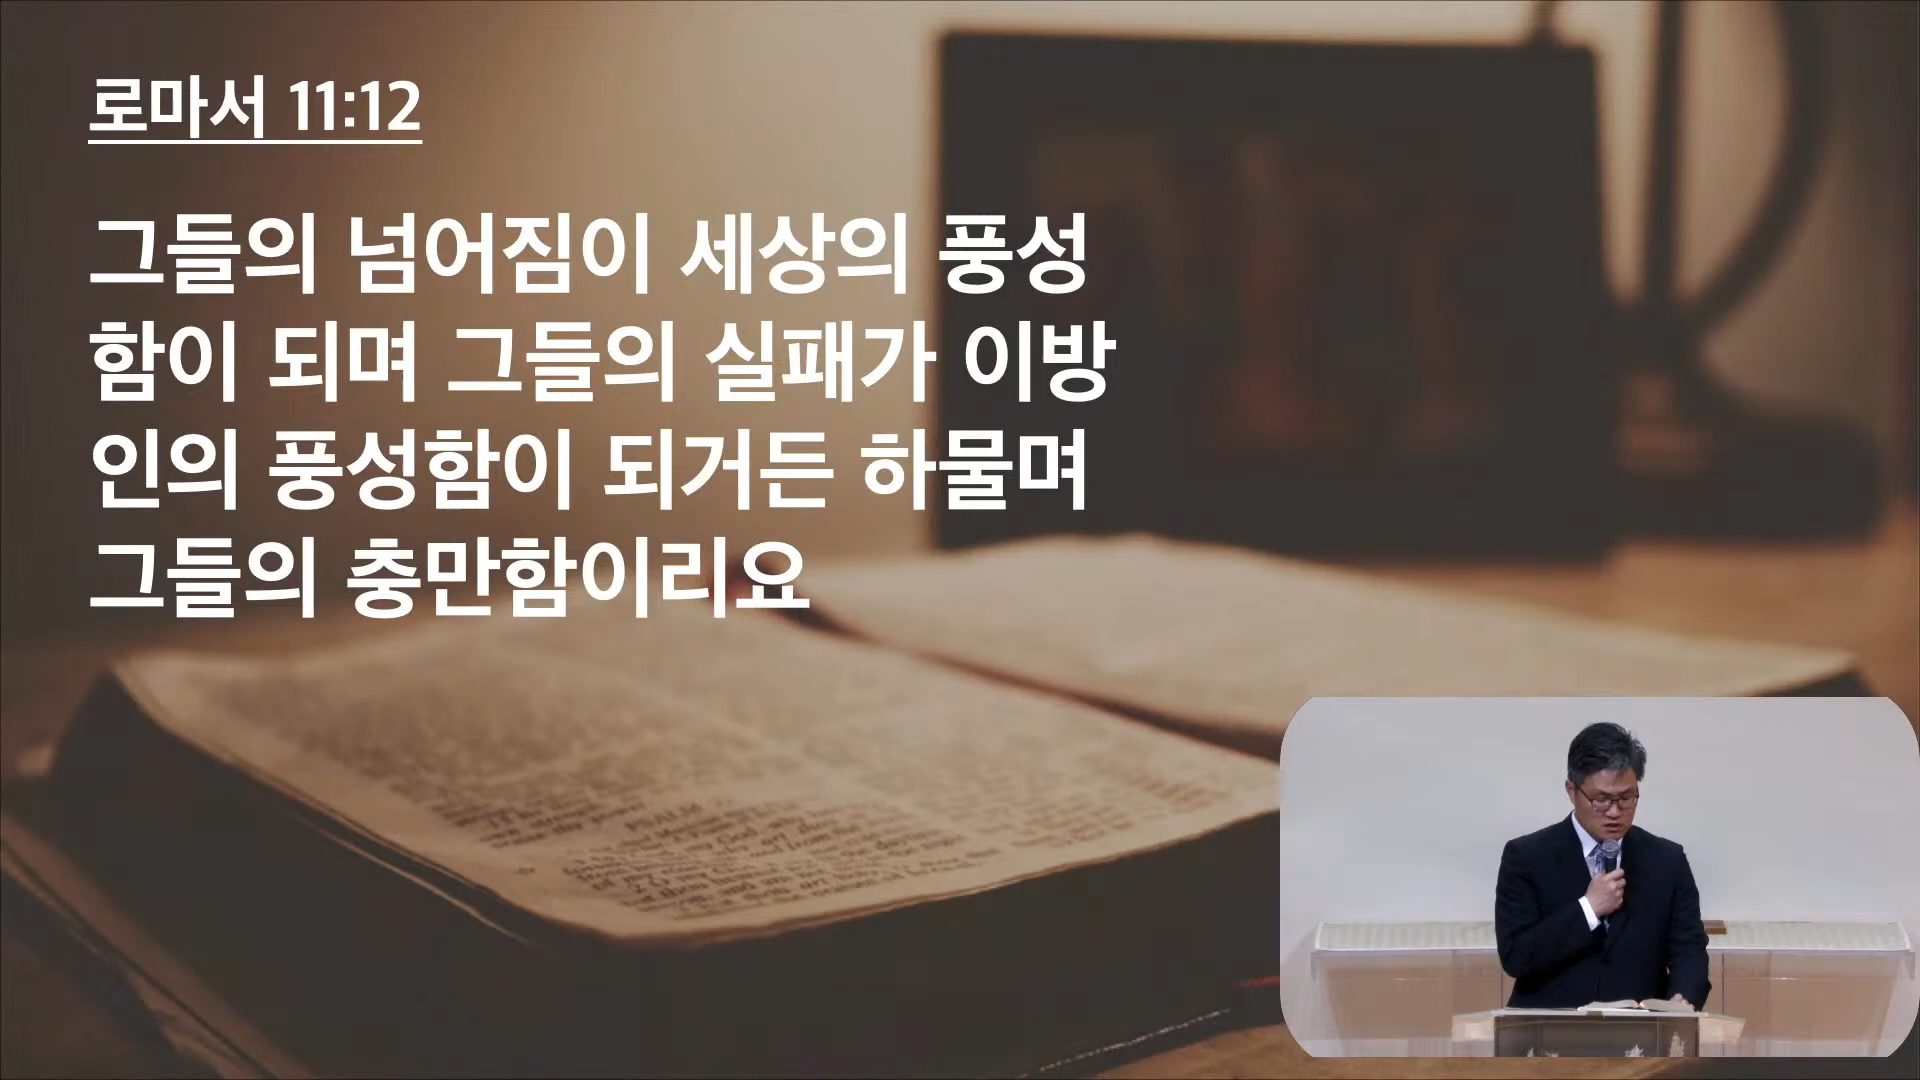 로마서 11:12
그들의 넘어짐이 세상의 풍성
함이 되며 그들의 실패가 이방
인의 풍성함이 되거든 하물며
그들의 충만함이리요